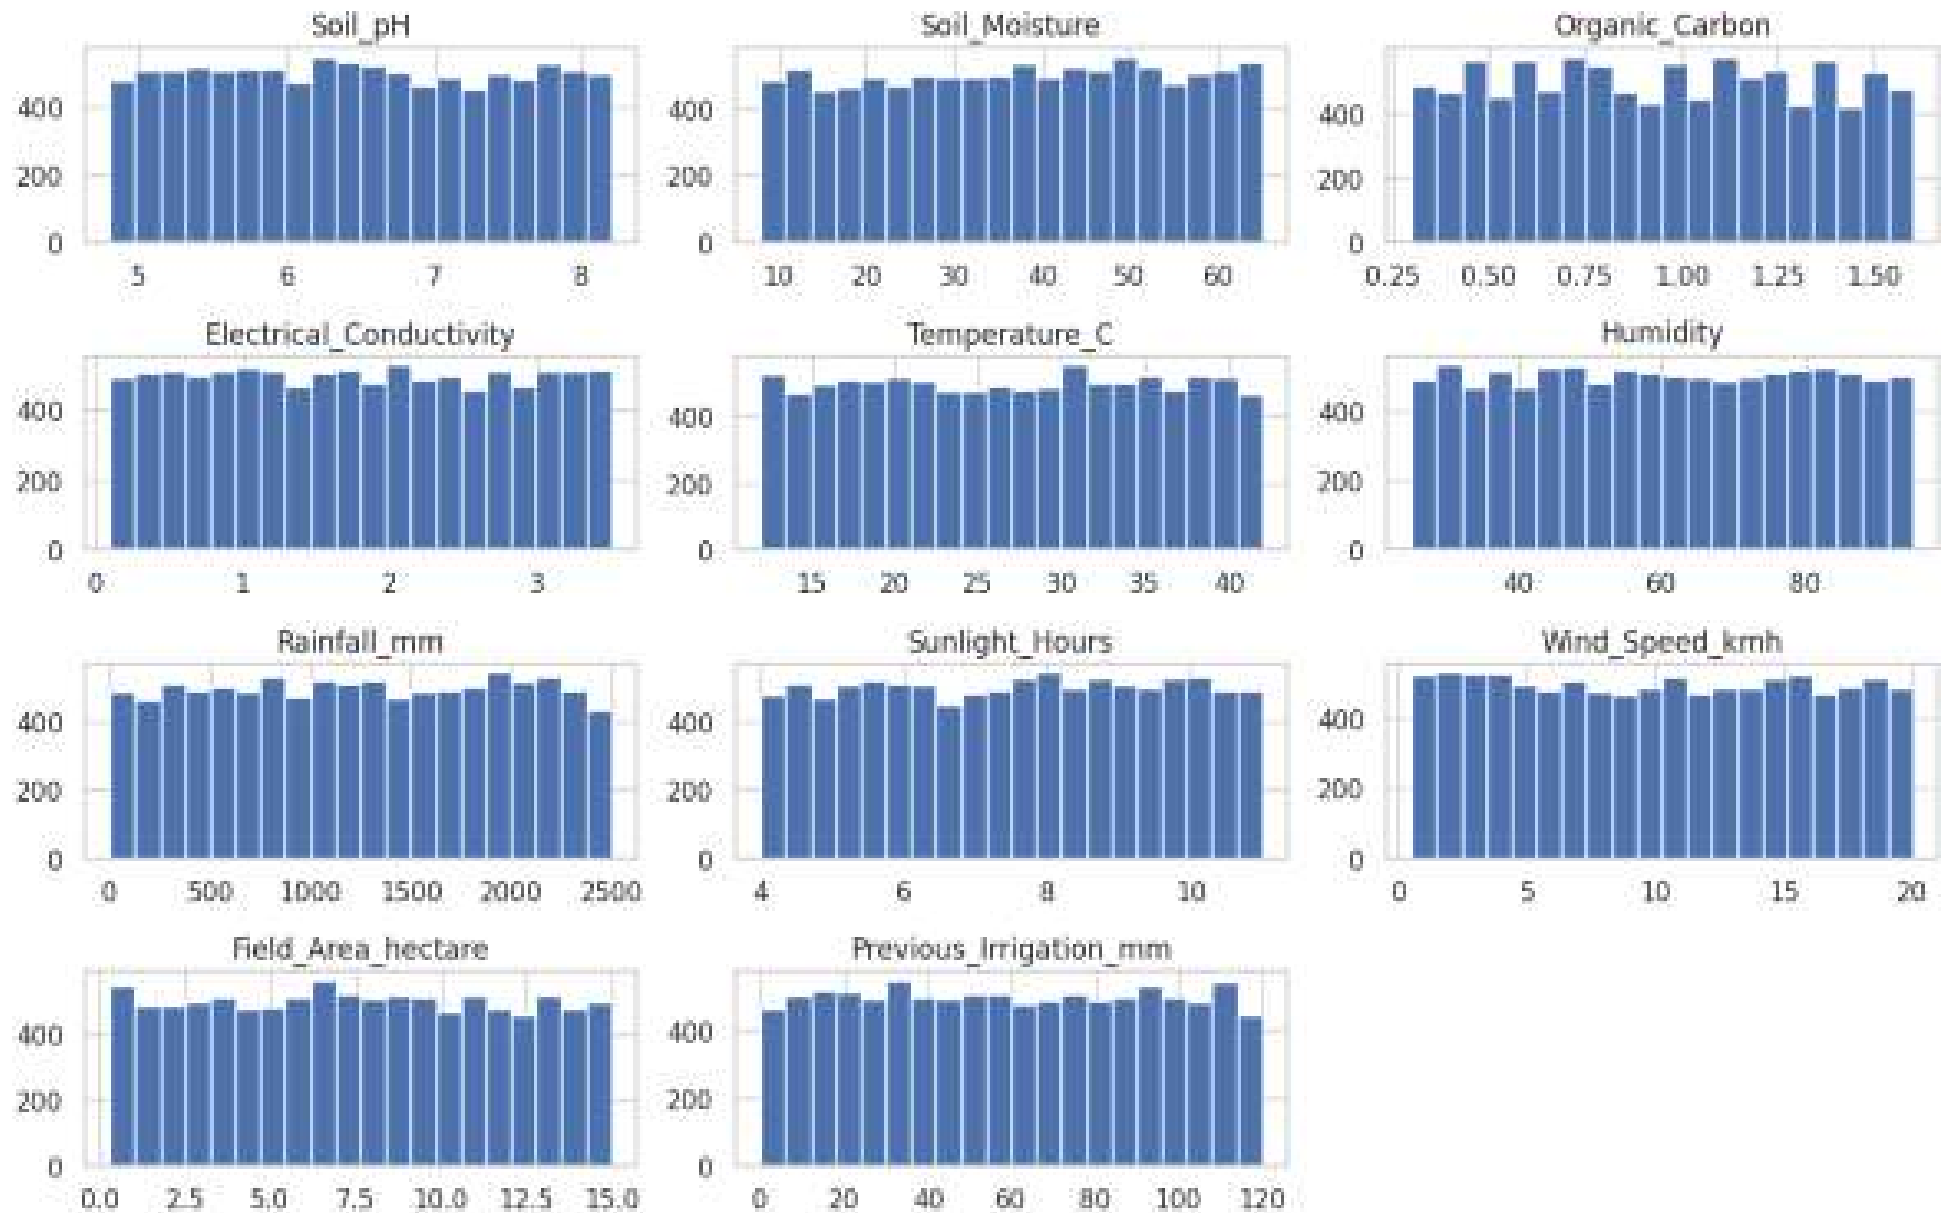 Soil_pH Soil_Moisture Organic_Carbon
400 400 400
200 200 200
0 0 0
5 6 7 8 10 20 30 40 50 60 0.25 0.50 0.75 1.00 1.25 1.50
Electrical_Conductivity Temperature_C Humidity
400 400 400
200 200 200
0 0 0
0 1 2 3 15 20 25 30 35 40 40 60 80
Rainfall_mm Sunlight_Hours Wind_Speed_kmh
400 400 400
200 200 200
0 0 0
0 500 1000 1500 2000 2500 4 6 8 10 0 5 10 15 20
Field_Area_hectare Previous_Irrigation_mm
400 400
200 200
0 0
0.0 2.5 5.0 7.5 10.0 12.5 15.0 0 20 40 60 80 100 120